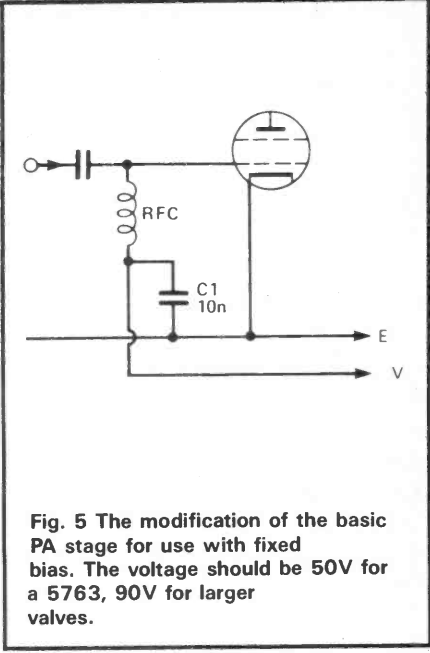 RFC
C1
10n
E
V
Fig. 5 The modification of the basic
PA stage for use with fixed
bias. The voltage should be 50V for
a 5763, 90V for larger
valves.